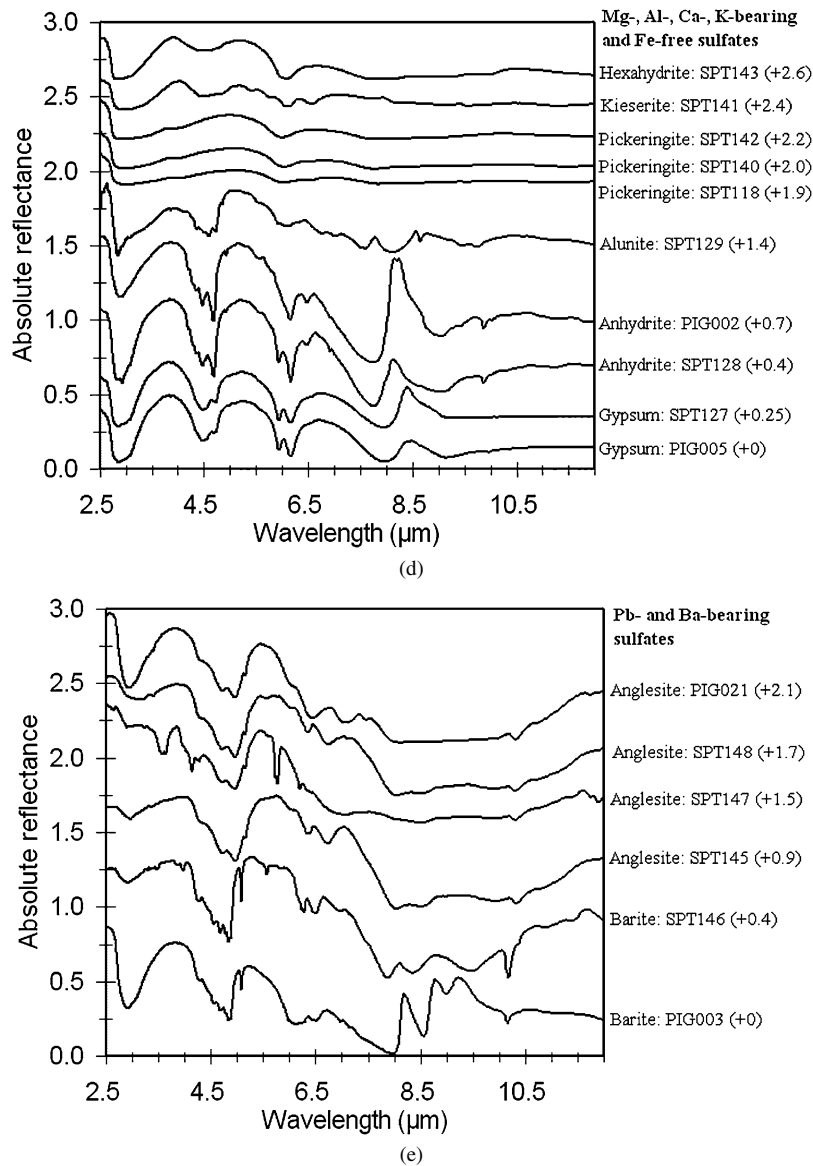 Mg-, Al-, Ca-, K-bearing
and Fe-free sulfates
3.0
2.5
2.0
1.5
1.0
0.5
0.0
Absolute reflectance
Hexahydrite: SPT143 (+2.6)
Kieserite: SPT141 (+2.4)
Pickeringite: SPT142 (+2.2)
Pickeringite: SPT140 (+2.0)
Pickeringite: SPT118 (+1.9)
Alunite: SPT129 (+1.4)
Anhydrite: PIG002 (+0.7)
Anhydrite: SPT128 (+0.4)
Gypsum: SPT127 (+0.25)
Gypsum: PIG005 (+0)
2.5 4.5 6.5 8.5 10.5
Wavelength (µm)
(d)
Pb- and Ba-bearing
sulfates
3.0
2.5
2.0
1.5
1.0
0.5
0.0
Absolute reflectance
Anglesite: PIG021 (+2.1)
Anglesite: SPT148 (+1.7)
Anglesite: SPT147 (+1.5)
Anglesite: SPT145 (+0.9)
Barite: SPT146 (+0.4)
Barite: PIG003 (+0)
2.5 4.5 6.5 8.5 10.5
Wavelength (µm)
(e)